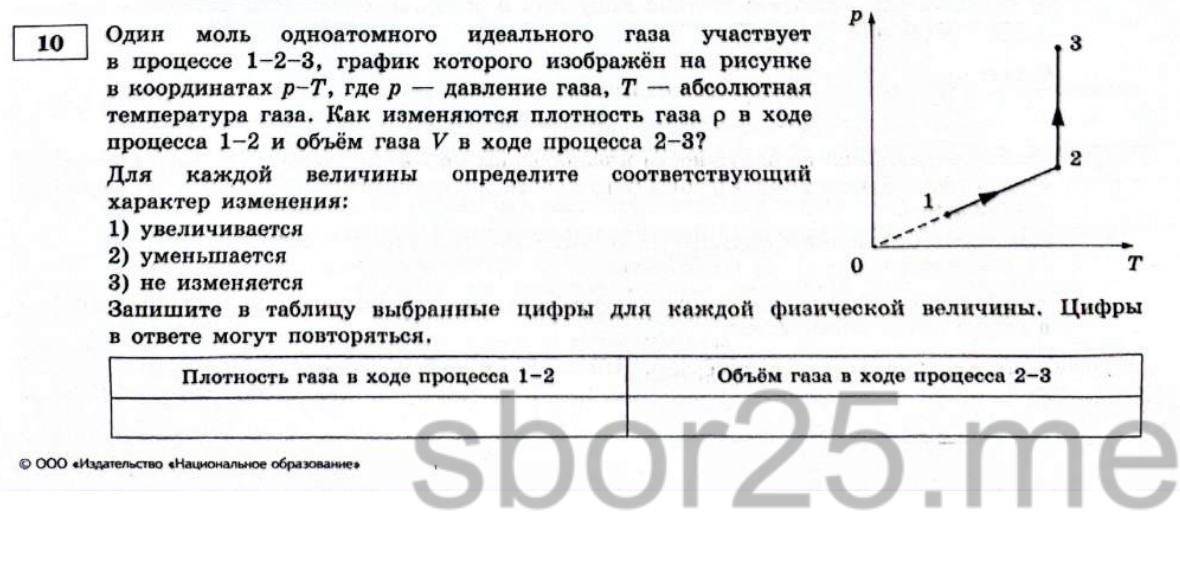 10
Один моль одноатомного идеального газа участвует
в процессе 1–2–3, график которого изображён на рисунке
в координатах p–T, где p — давление газа, T — абсолютная
температура газа. Как изменяются плотность газа ρ в ходе
процесса 1–2 и объём газа V в ходе процесса 2–3?
Для каждой величины определите соответствующий
характер изменения:
1) увеличивается
2) уменьшается
3) не изменяется
Запишите в таблицу выбранные цифры для каждой физической величины. Цифры
в ответе могут повторяться.
p
3
2
1
0
T
Плотность газа в ходе процесса 1–2
Объём газа в ходе процесса 2–3
© ООО «Издательство «Национальное образование»
sbor25.me